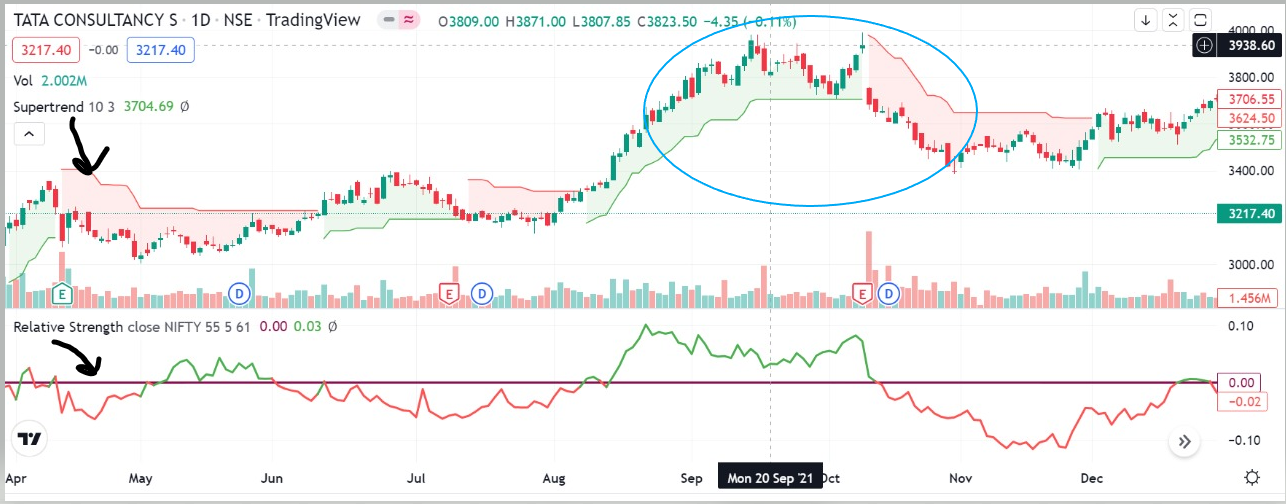 TATA CONSULTANCY S · 1D · NSE · TradingView
O3809.00 H3871.00 L3807.85 C3823.50 −4.35 (−0.11%)
3217.40 −0.00 3217.40
Vol 2.002M
Supertrend 10 3 3704.69 Ø
4000.00
3938.60
3800.00
3706.55
3624.50
3532.75
3400.00
3217.40
3000.00
E D E D E D
1.456M
Relative Strength close NIFTY 55 5 61 0.00 0.03 Ø
0.10
0.00
−0.02
−0.10
Apr May Jun Jul Aug Sep Mon 20 Sep '21 Oct Nov Dec